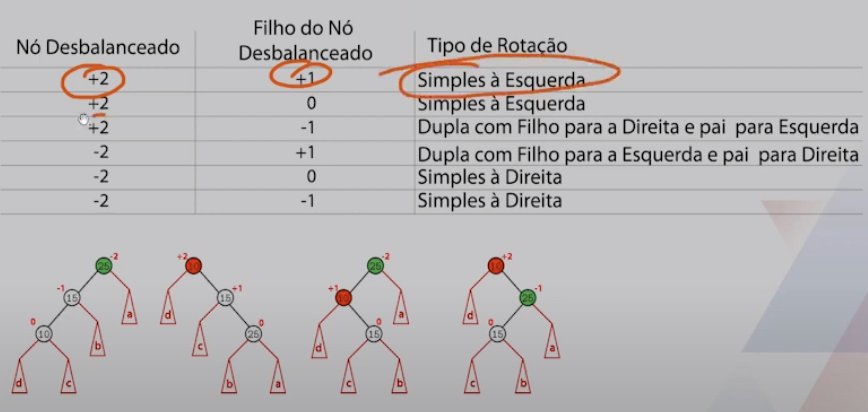 Nó Desbalanceado
Filho do Nó
Desbalanceado
Tipo de Rotação
+2 +1 Simples à Esquerda
+2 0 Simples à Esquerda
+2 -1 Dupla com Filho para a Direita e pai para Esquerda
-2 +1 Dupla com Filho para a Esquerda e pai para Direita
-2 0 Simples à Direita
-2 -1 Simples à Direita
25 -2
-1 15
a
0 10
b
d c
+2 10
d
15 +1
c
25 0
b a
25 -2
+1 10
a
d
15 0
c b
10 +2
d
25 -1
0 15
a
c b